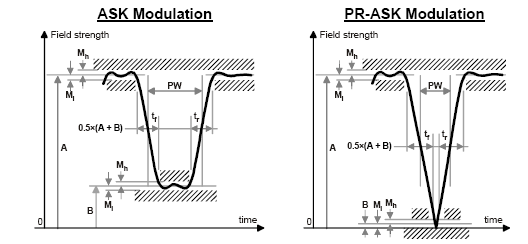 ASK Modulation
Field strength
Mh
Ml
PW
tf
tr
0.5×(A + B)
A
Mh
B
Ml
0
time
PR-ASK Modulation
Field strength
Mh
Ml
PW
tf
tr
A
0.5×(A + B)
B
Ml
Mh
0
time